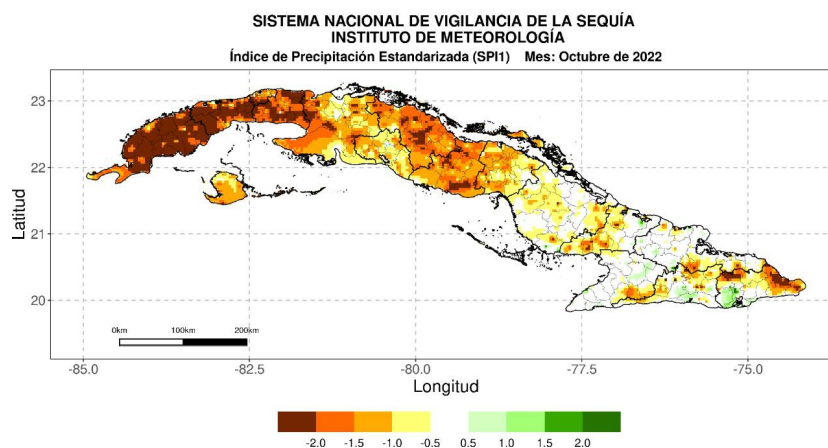 SISTEMA NACIONAL DE VIGILANCIA DE LA SEQUÍA
INSTITUTO DE METEOROLOGÍA
Índice de Precipitación Estandarizada (SPI1) Mes: Octubre de 2022
23
22
21
20
Latitud
0km 100km 200km
-85.0 -82.5 -80.0 -77.5 -75.0
Longitud
-2.0 -1.5 -1.0 -0.5 0.5 1.0 1.5 2.0